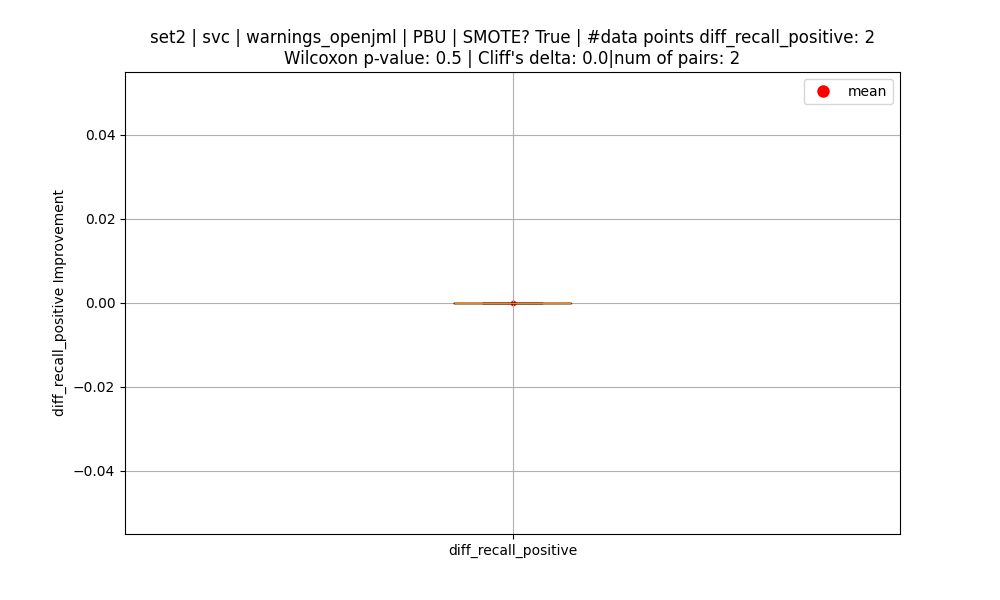 set2 | svc | warnings_openjml | PBU | SMOTE? True | #data points diff_recall_positive: 2
Wilcoxon p-value: 0.5 | Cliff's delta: 0.0|num of pairs: 2
mean
diff_recall_positive Improvement
0.04
0.02
0.00
−0.02
−0.04
diff_recall_positive